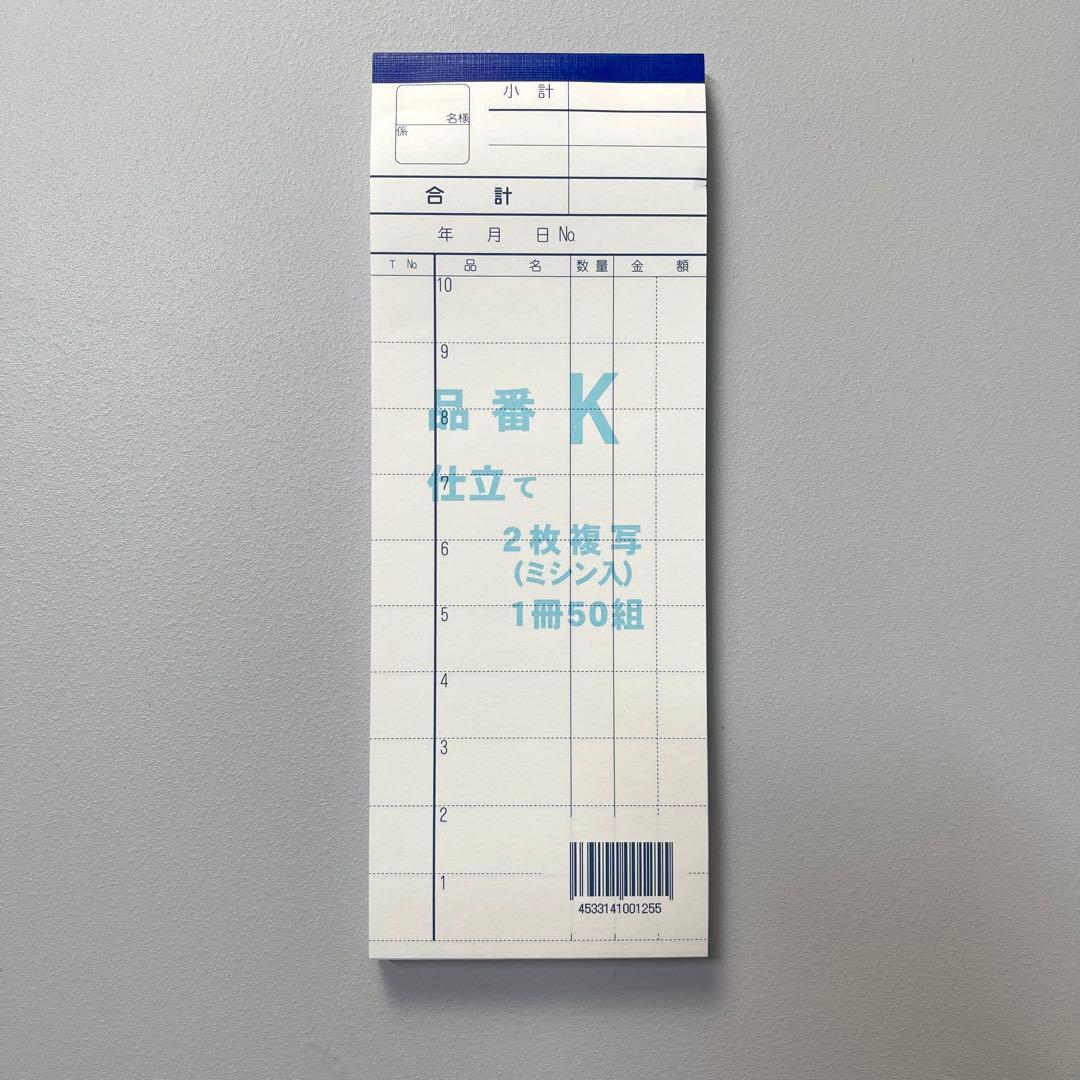 小計
名様
係
合計
年 月 日 No.
T No. 品名 数量 金額
10
9
8
品番 K
7
仕立て
6
2枚複写
(ミシン入)
5
1冊50組
4
3
2
1
4533141001255